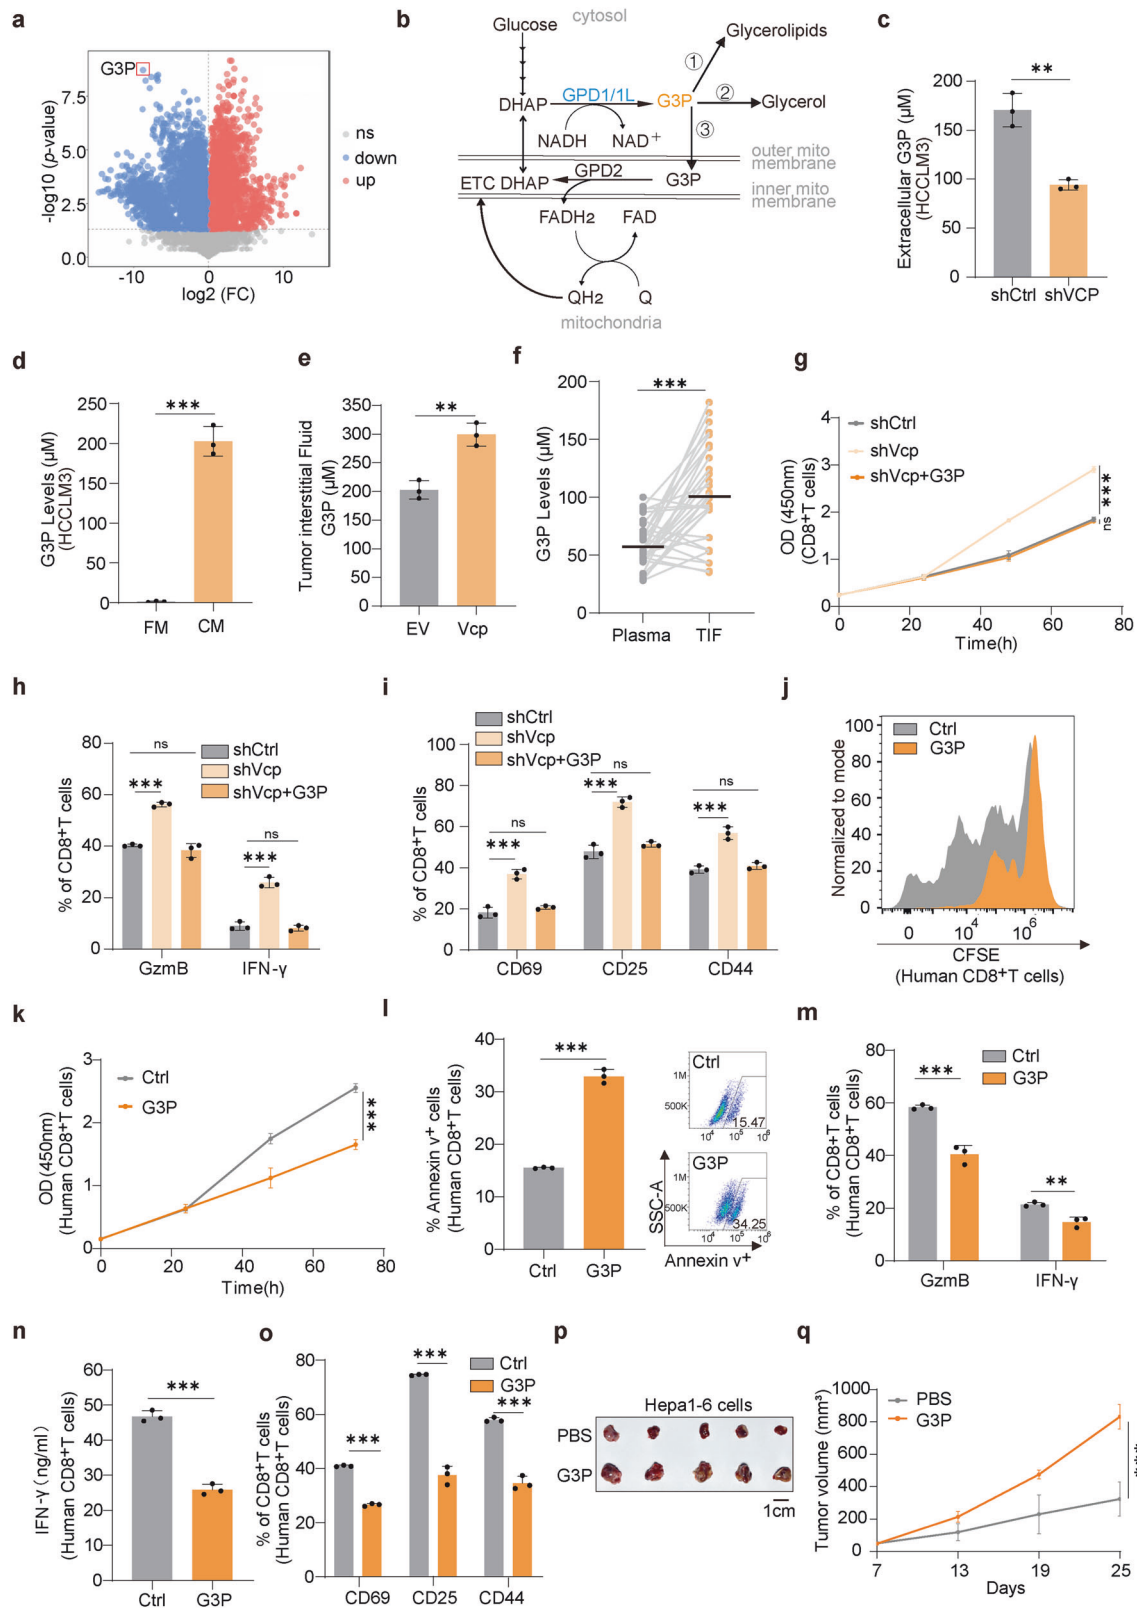 a
G3P
-log10 (p-value)
7.5
5.0
2.5
0.0
-10
0
10
log2 (FC)
ns
down
up
b
Glucose
cytosol
Glycerolipids
①
DHAP
GPD1/1L
G3P
②
Glycerol
NADH
NAD+
③
outer mito
membrane
ETC DHAP
GPD2
G3P
inner mito
membrane
FADH2
FAD
QH2
Q
mitochondria
c
**
Extracellular G3P (µM)
(HCCLM3)
200
150
100
50
0
shCtrl
shVCP
d
***
G3P Levels (µM)
(HCCLM3)
250
200
150
100
50
0
FM
CM
e
**
Tumor interstitial Fluid
G3P (µM)
350
300
250
200
150
100
50
0
EV
Vcp
f
***
G3P Levels (µM)
200
150
100
50
0
Plasma
TIF
g
OD (450nm)
(CD8+T cells)
4
3
2
1
0
shCtrl
shVcp
shVcp+G3P
***
ns
0
20
40
60
80
Time(h)
h
% of CD8+T cells
80
60
40
20
0
ns
***
shCtrl
shVcp
shVcp+G3P
ns
***
GzmB
IFN-γ
i
shCtrl
shVcp
shVcp+G3P
% of CD8+T cells
100
80
60
40
20
0
ns
***
ns
***
ns
***
CD69
CD25
CD44
j
Normalized to mode
100
80
60
40
20
0
Ctrl
G3P
0
10⁴
10⁶
CFSE
(Human CD8+T cells)
k
OD (450nm)
(Human CD8+T cells)
3
2
1
0
Ctrl
G3P
***
0
20
40
60
80
Time(h)
l
% Annexin v+ cells
(Human CD8+T cells)
40
30
20
10
0
***
Ctrl
G3P
Ctrl
1M
500K
15.47
10⁴
10⁵
10⁶
G3P
1M
500K
34.25
10⁴
10⁵
10⁶
SSC-A
Annexin v+
m
% of CD8+T cells
(Human CD8+T cells)
80
60
40
20
0
Ctrl
G3P
***
**
GzmB
IFN-γ
n
IFN-γ (ng/ml)
(Human CD8+T cells)
60
50
40
30
20
10
0
***
Ctrl
G3P
o
% of CD8+T cells
(Human CD8+T cells)
80
60
40
20
0
***
***
***
Ctrl
G3P
CD69
CD25
CD44
p
Hepa1-6 cells
PBS
G3P
1cm
q
Tumor volume (mm³)
1000
800
600
400
200
0
PBS
G3P
***
7
13
19
25
Days